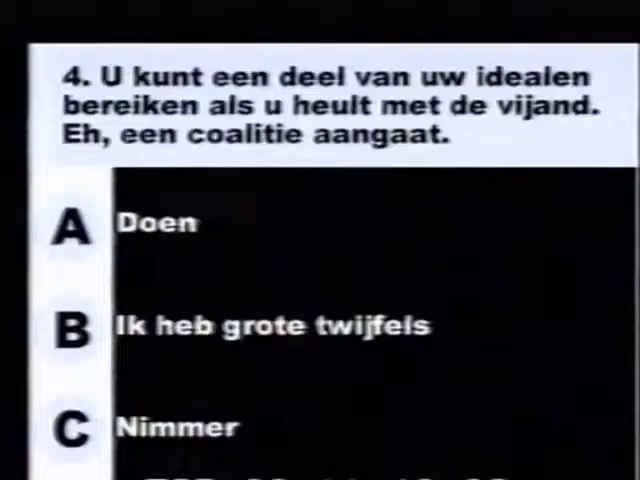 4. U kunt een deel van uw idealen
bereiken als u heult met de vijand.
Eh, een coalitie aangaat.
A Doen
B Ik heb grote twijfels
C Nimmer